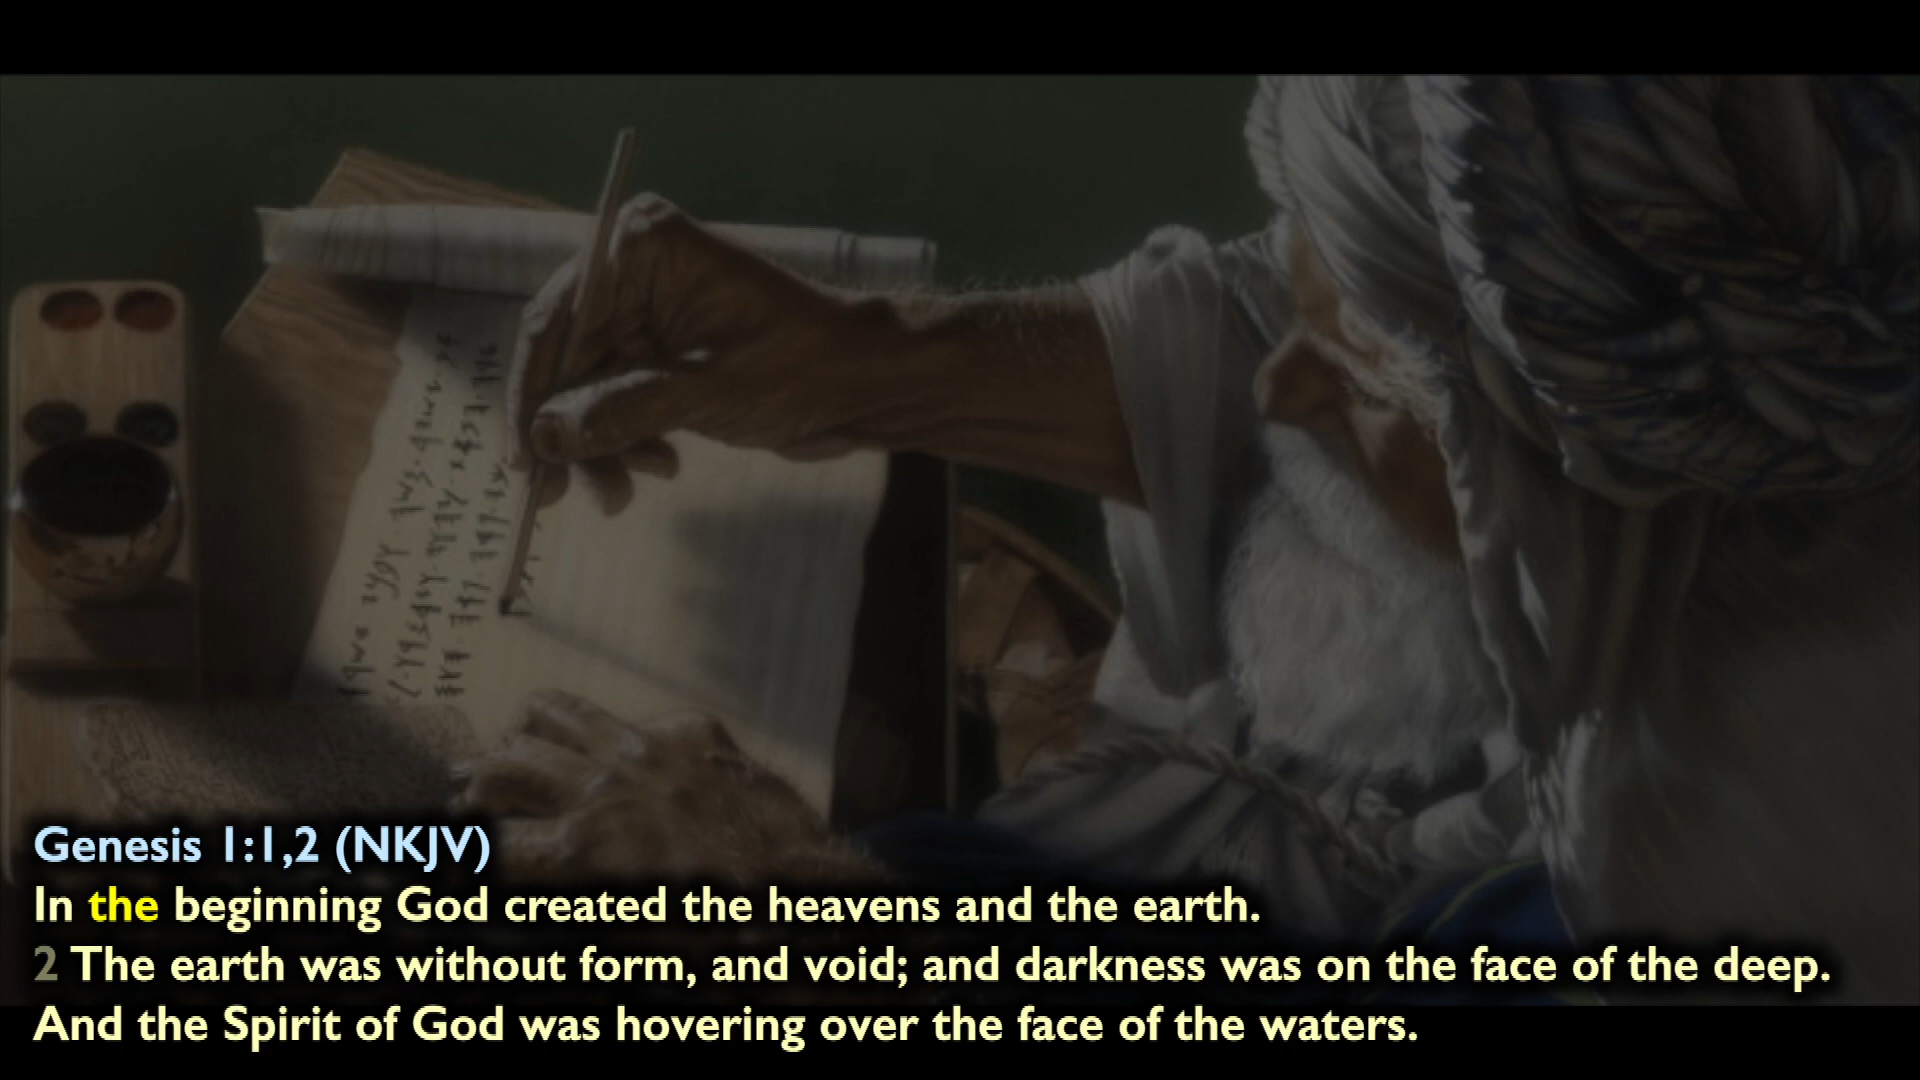 Genesis 1:1,2 (NKJV)
In the beginning God created the heavens and the earth.
2 The earth was without form, and void; and darkness was on the face of the deep.
And the Spirit of God was hovering over the face of the waters.